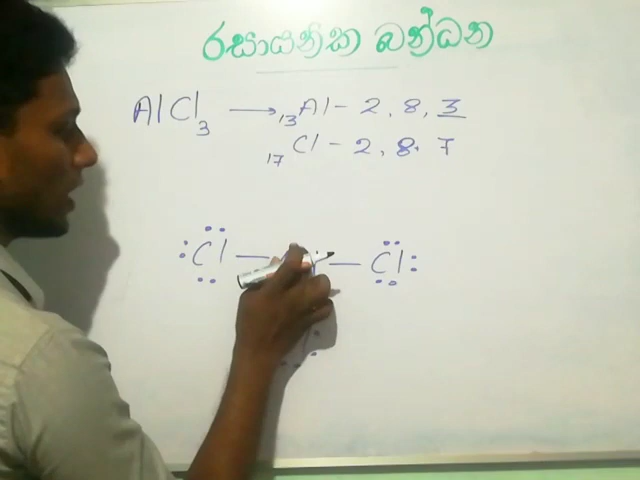 රසායනික බන්ධන
AlCl3 → 13Al - 2, 8, 3
17Cl - 2, 8, 7
Cl — — Cl